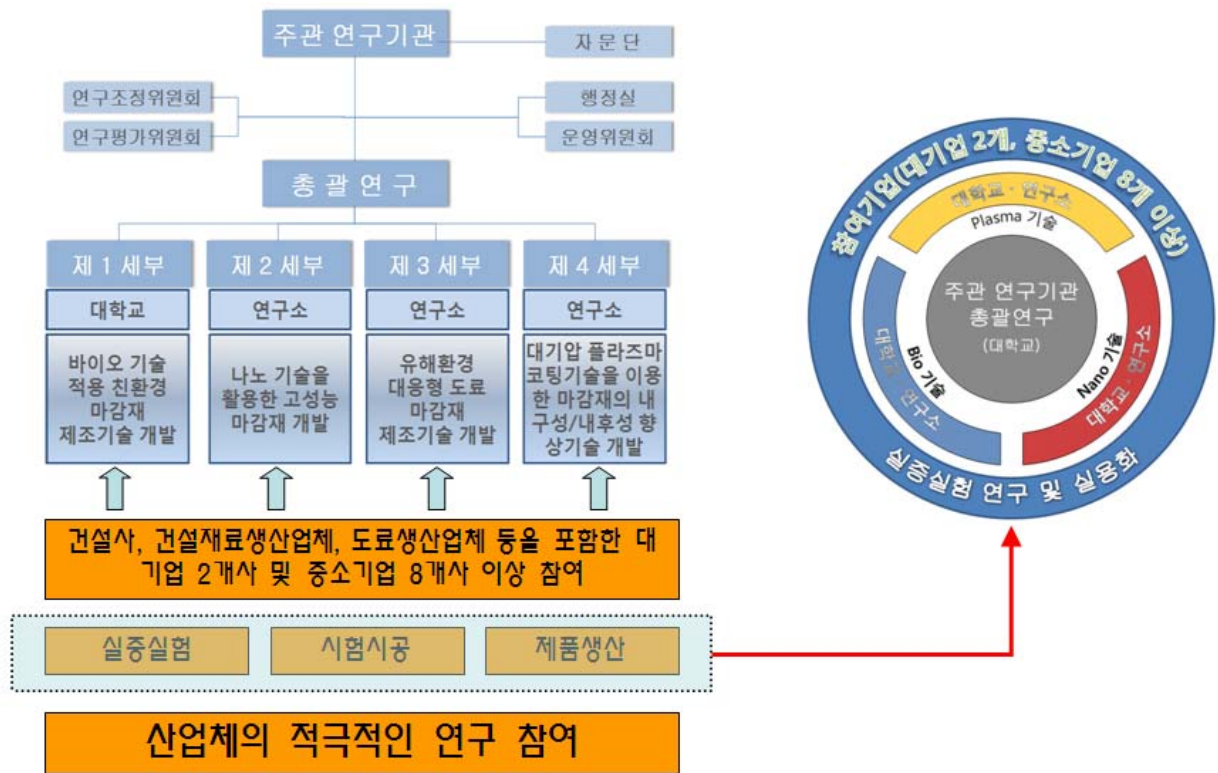 주관 연구기관
자 문 단
연구조정위원회
행정실
연구평가위원회
운영위원회
총 괄 연 구
제 1 세부
제 2 세부
제 3 세부
제 4 세부
대학교
연구소
연구소
연구소
바이오 기술
적용 친환경
마감재
제조기술 개발
나노 기술을
활용한 고성능
마감재 개발
유해환경
대응형 도료
마감재
제조기술 개발
대기압 플라즈마
코팅기술을 이용
한 마감재의 내
구성/내후성 향
상기술 개발
건설사, 건설재료생산업체, 도료생산업체 등을 포함한 대
기업 2개사 및 중소기업 8개사 이상 참여
실증실험
시험시공
제품생산
산업체의 적극적인 연구 참여
참여기업(대기업 2개, 중소기업 8개 이상)
대학교 · 연구소
Plasma 기술
주관 연구기관
총괄연구
(대학교)
대학교 · 연구소
Bio 기술
Nano 기술
대학교 · 연구소
실증실험 연구 및 실용화